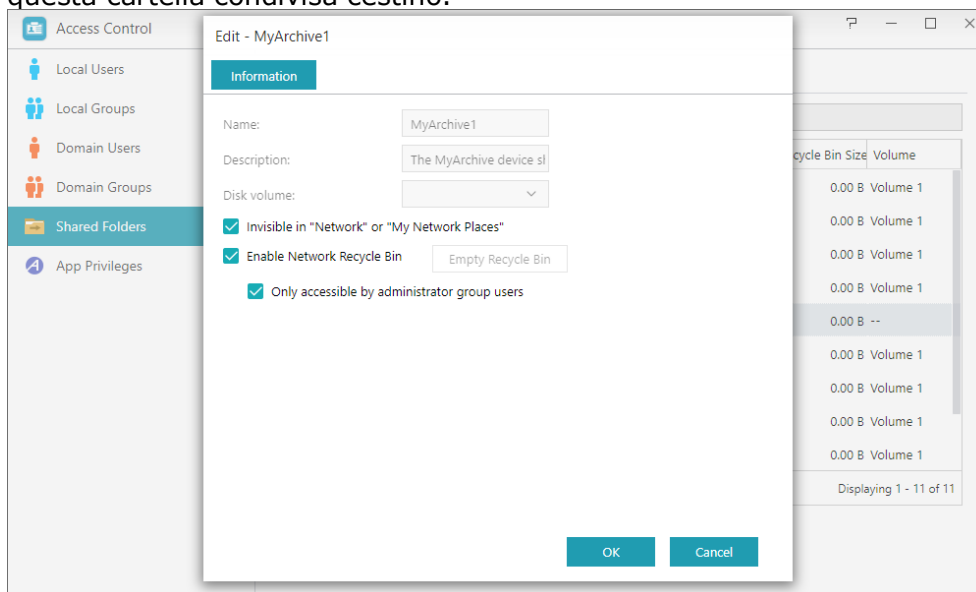 questa cartella condivisa cestino.
Access Control
Local Users
Local Groups
Domain Users
Domain Groups
Shared Folders
App Privileges
Edit - MyArchive1
Information
Name: MyArchive1
Description: The MyArchive device sl
Disk volume:
Invisible in "Network" or "My Network Places"
Enable Network Recycle Bin Empty Recycle Bin
Only accessible by administrator group users
OK Cancel
cycle Bin Size Volume
0.00 B Volume 1
0.00 B Volume 1
0.00 B Volume 1
0.00 B Volume 1
0.00 B --
0.00 B Volume 1
0.00 B Volume 1
0.00 B Volume 1
0.00 B Volume 1
Displaying 1 - 11 of 11